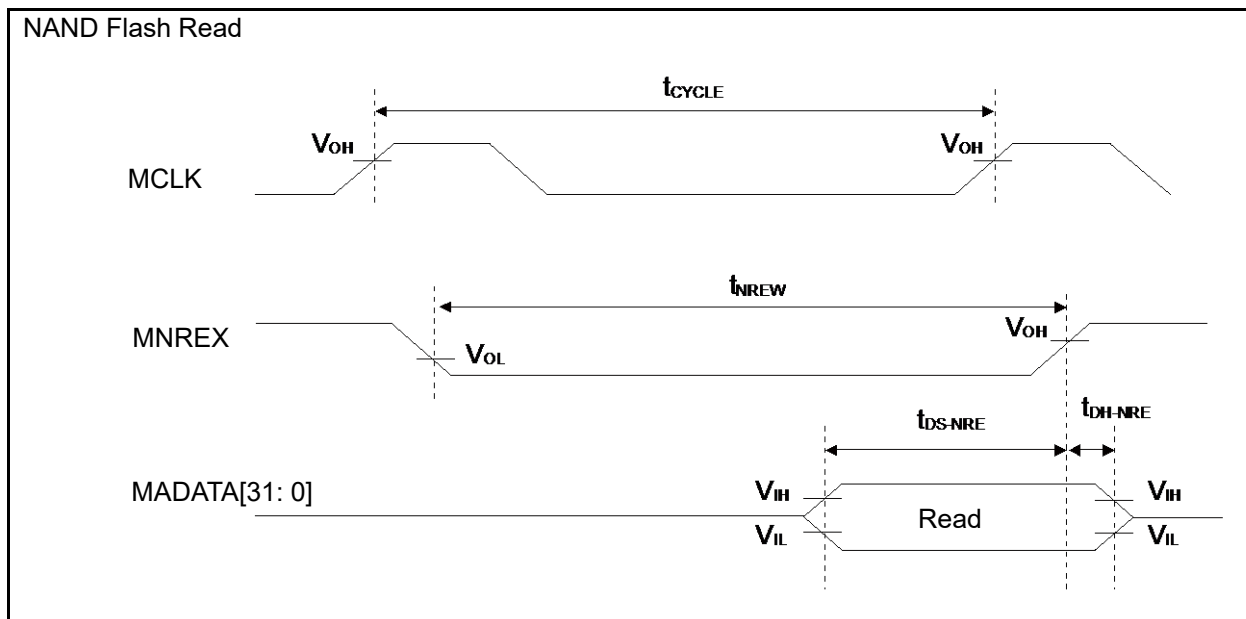 NAND Flash Read
tCYCLE
VOH VOH
MCLK
tNREW
MNREX VOH
VOL
tDS-NRE tDH-NRE
MADATA[31: 0] VIH VIH
Read
VIL VIL